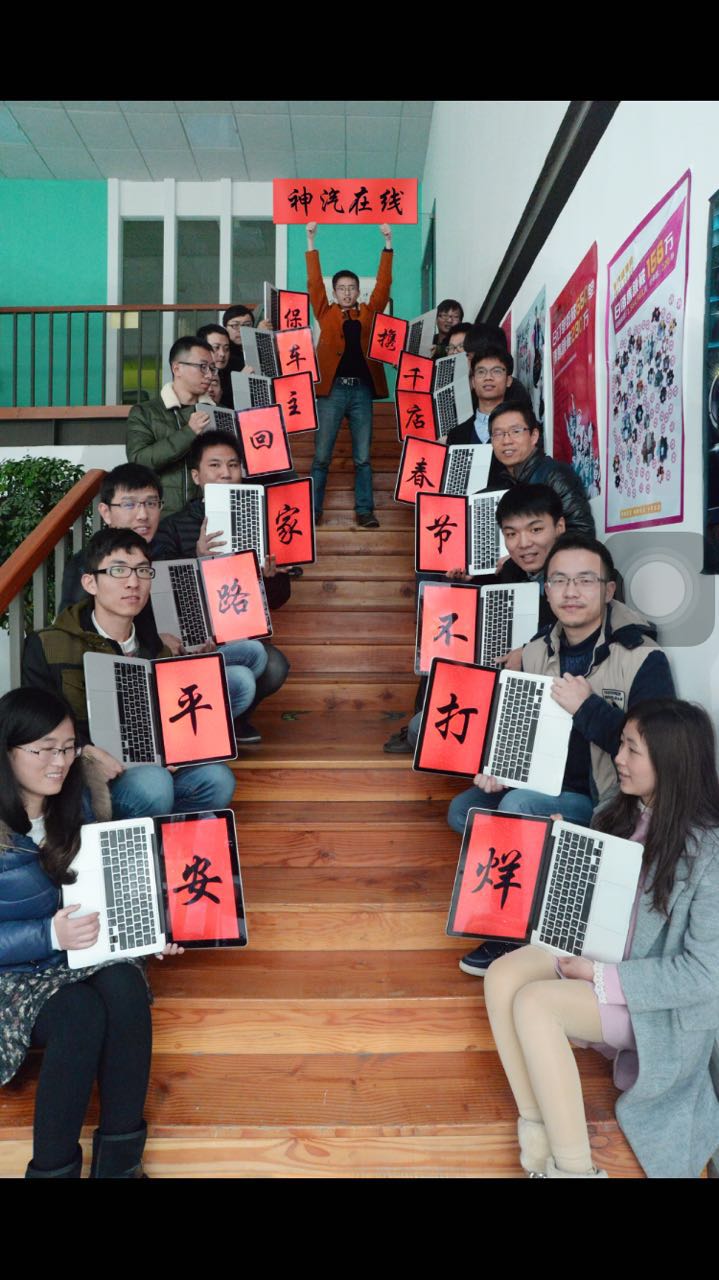 神汽在线
携千店春节不打烊
保车主回家路平安